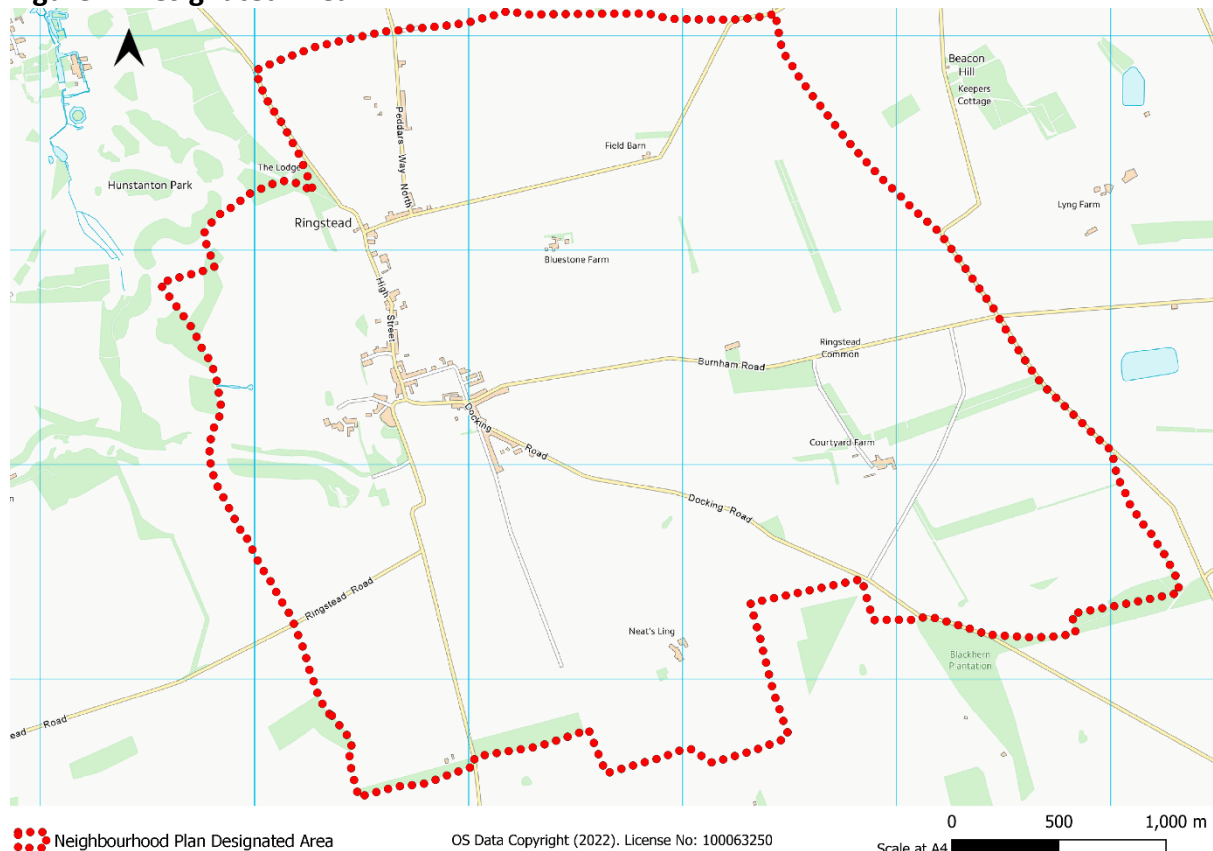 Beacon
Hill
Keepers
Cottage
Peddars Way North
Field Barn
The Lodge
Hunstanton Park
Lyng Farm
Ringstead
Bluestone Farm
High Street
Ringstead
Common
Burnham Road
Docking Road
Courtyard Farm
Docking Road
Ringstead Road
Neat's Ling
Blackhern
Plantation
ead Road
Neighbourhood Plan Designated Area
OS Data Copyright (2022). License No: 100063250
0 500 1,000 m
Scale at A4